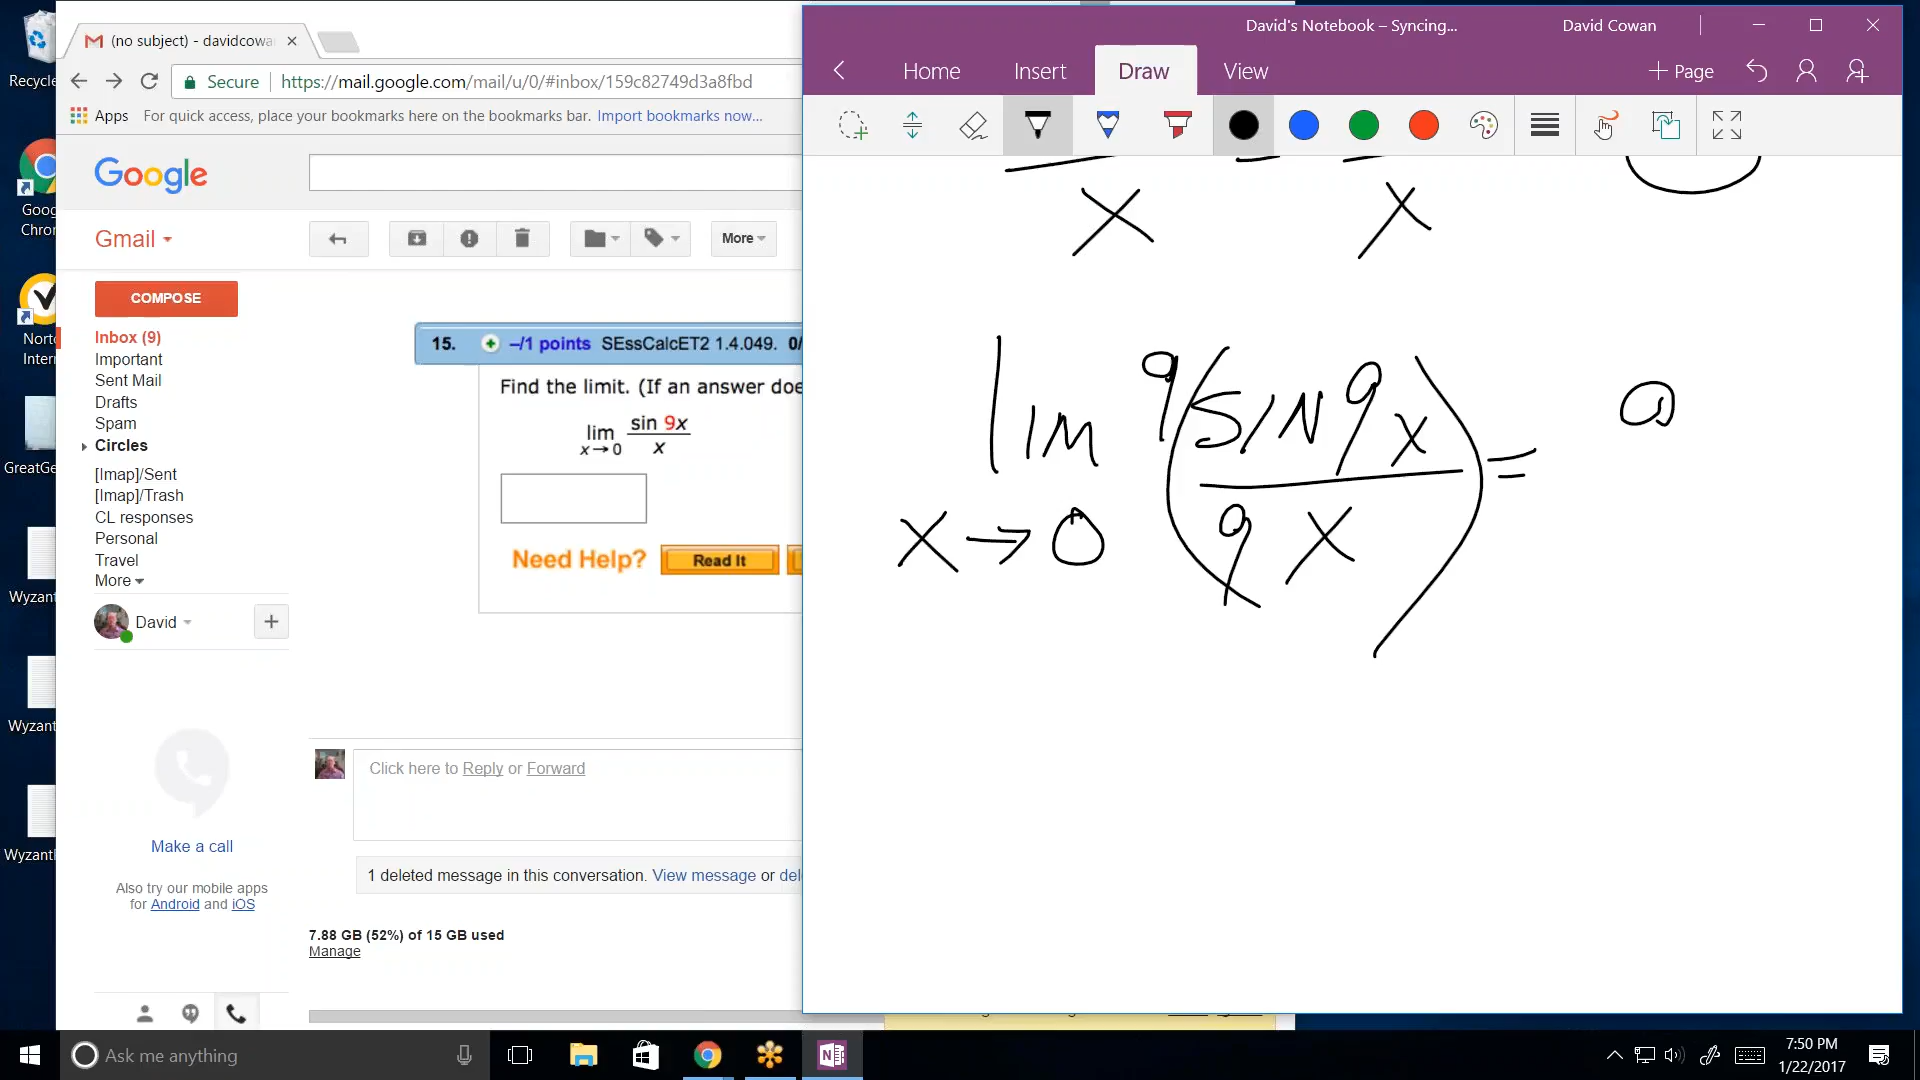 Recycle
Goog
Chro
Norto
Inter
GreatGe
Wyzant
Wyzant
Wyzant
(no subject) - davidcowa
Secure
https://mail.google.com/mail/u/0/#inbox/159c82749d3a8fbd
Apps For quick access, place your bookmarks here on the bookmarks bar. Import bookmarks now...
Google
Gmail
More
COMPOSE
Inbox (9)
Important
Sent Mail
Drafts
Spam
Circles
[Imap]/Sent
[Imap]/Trash
CL responses
Personal
Travel
More
David
Make a call
Also try our mobile apps
for Android and iOS
15. –/1 points SEssCalcET2 1.4.049. 0/
Find the limit. (If an answer doe
lim sin 9x
x→0 x
Need Help? Read It
Click here to Reply or Forward
1 deleted message in this conversation. View message or del
7.88 GB (52%) of 15 GB used
Manage
David's Notebook – Syncing...
David Cowan
Home Insert Draw View
+ Page
x x
lim 9(sin 9x =
x→0 9x)
Ask me anything
7:50 PM
1/22/2017